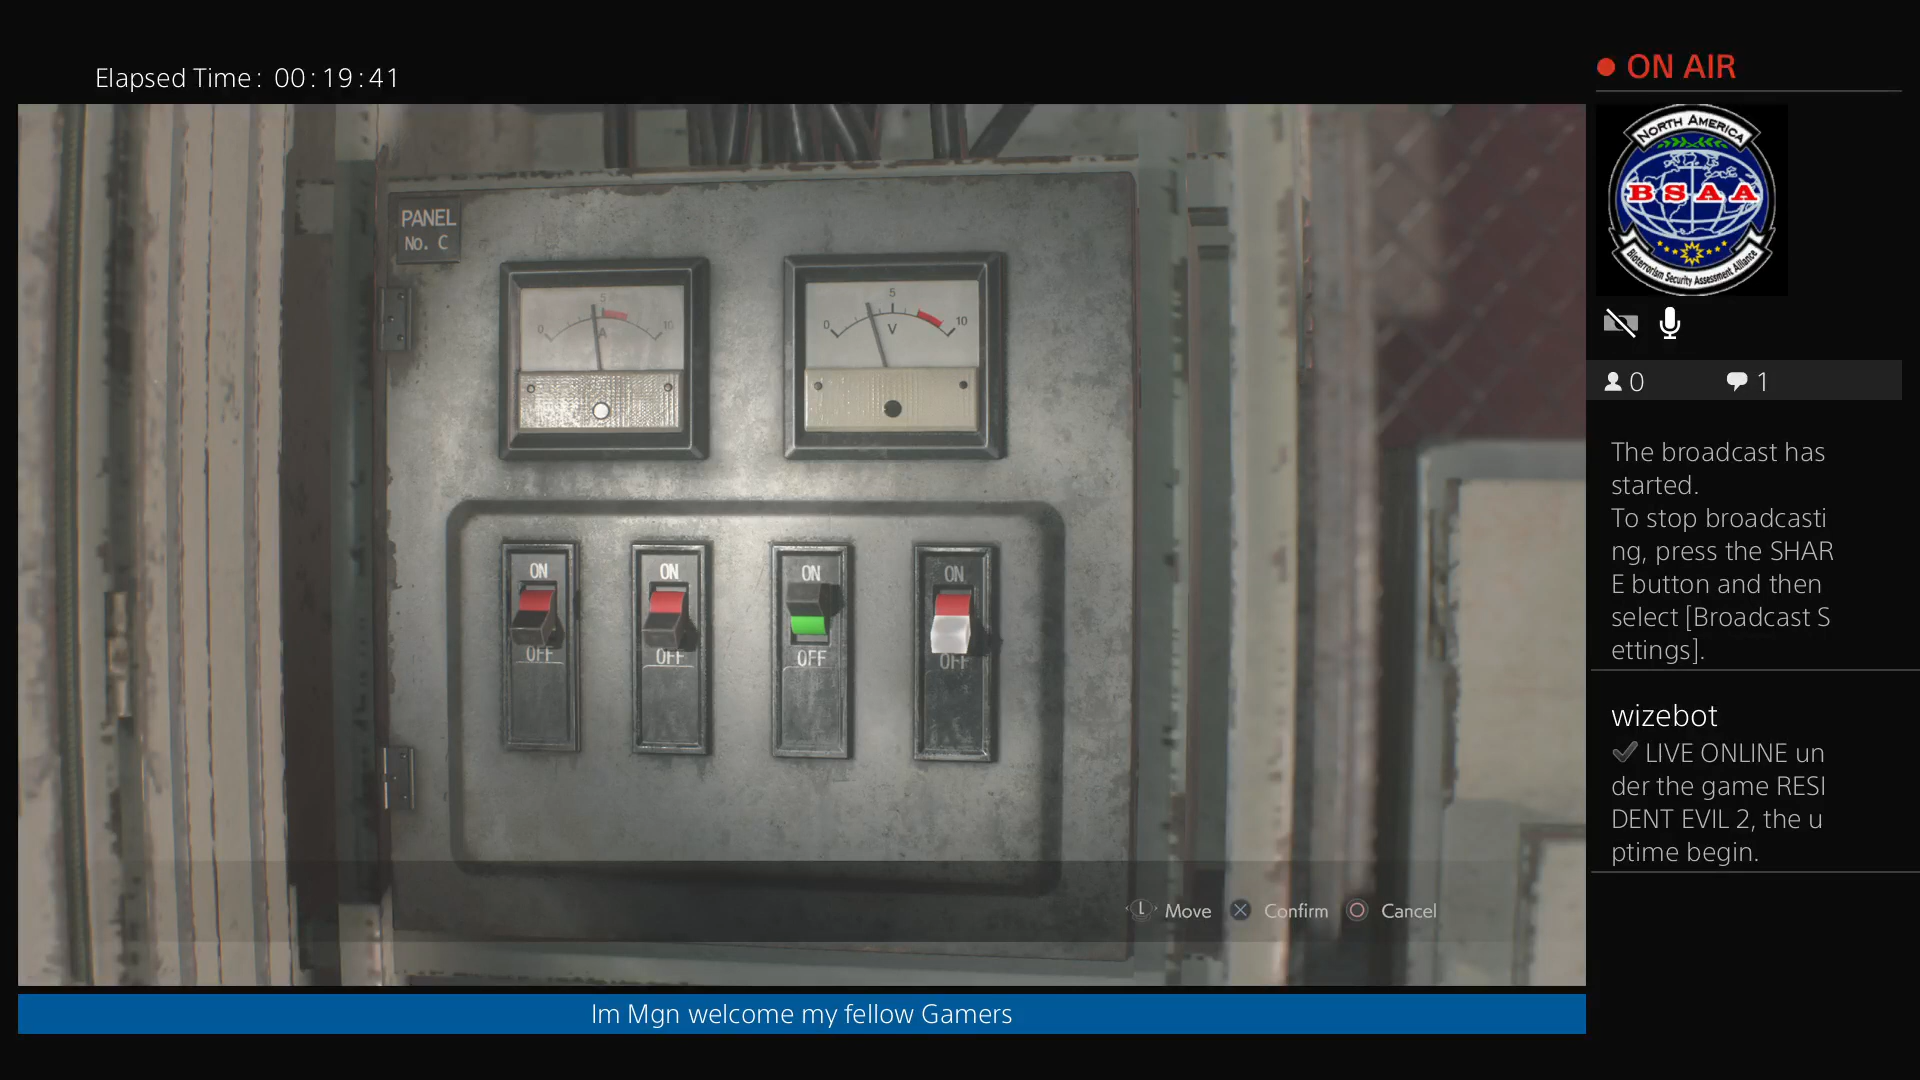 Elapsed Time: 00:19:41
ON AIR
NORTH AMERICA
BSAA
Bioterrorism Security Assessment Alliance
PANEL
No. C
0 5 10
A
0 5 10
V
0 1
ON ON ON ON
OFF OFF OFF OFF
The broadcast has
started.
To stop broadcasti
ng, press the SHAR
E button and then
select [Broadcast S
ettings].
wizebot
✔ LIVE ONLINE un
der the game RESI
DENT EVIL 2, the u
ptime begin.
L Move Confirm Cancel
Im Mgn welcome my fellow Gamers